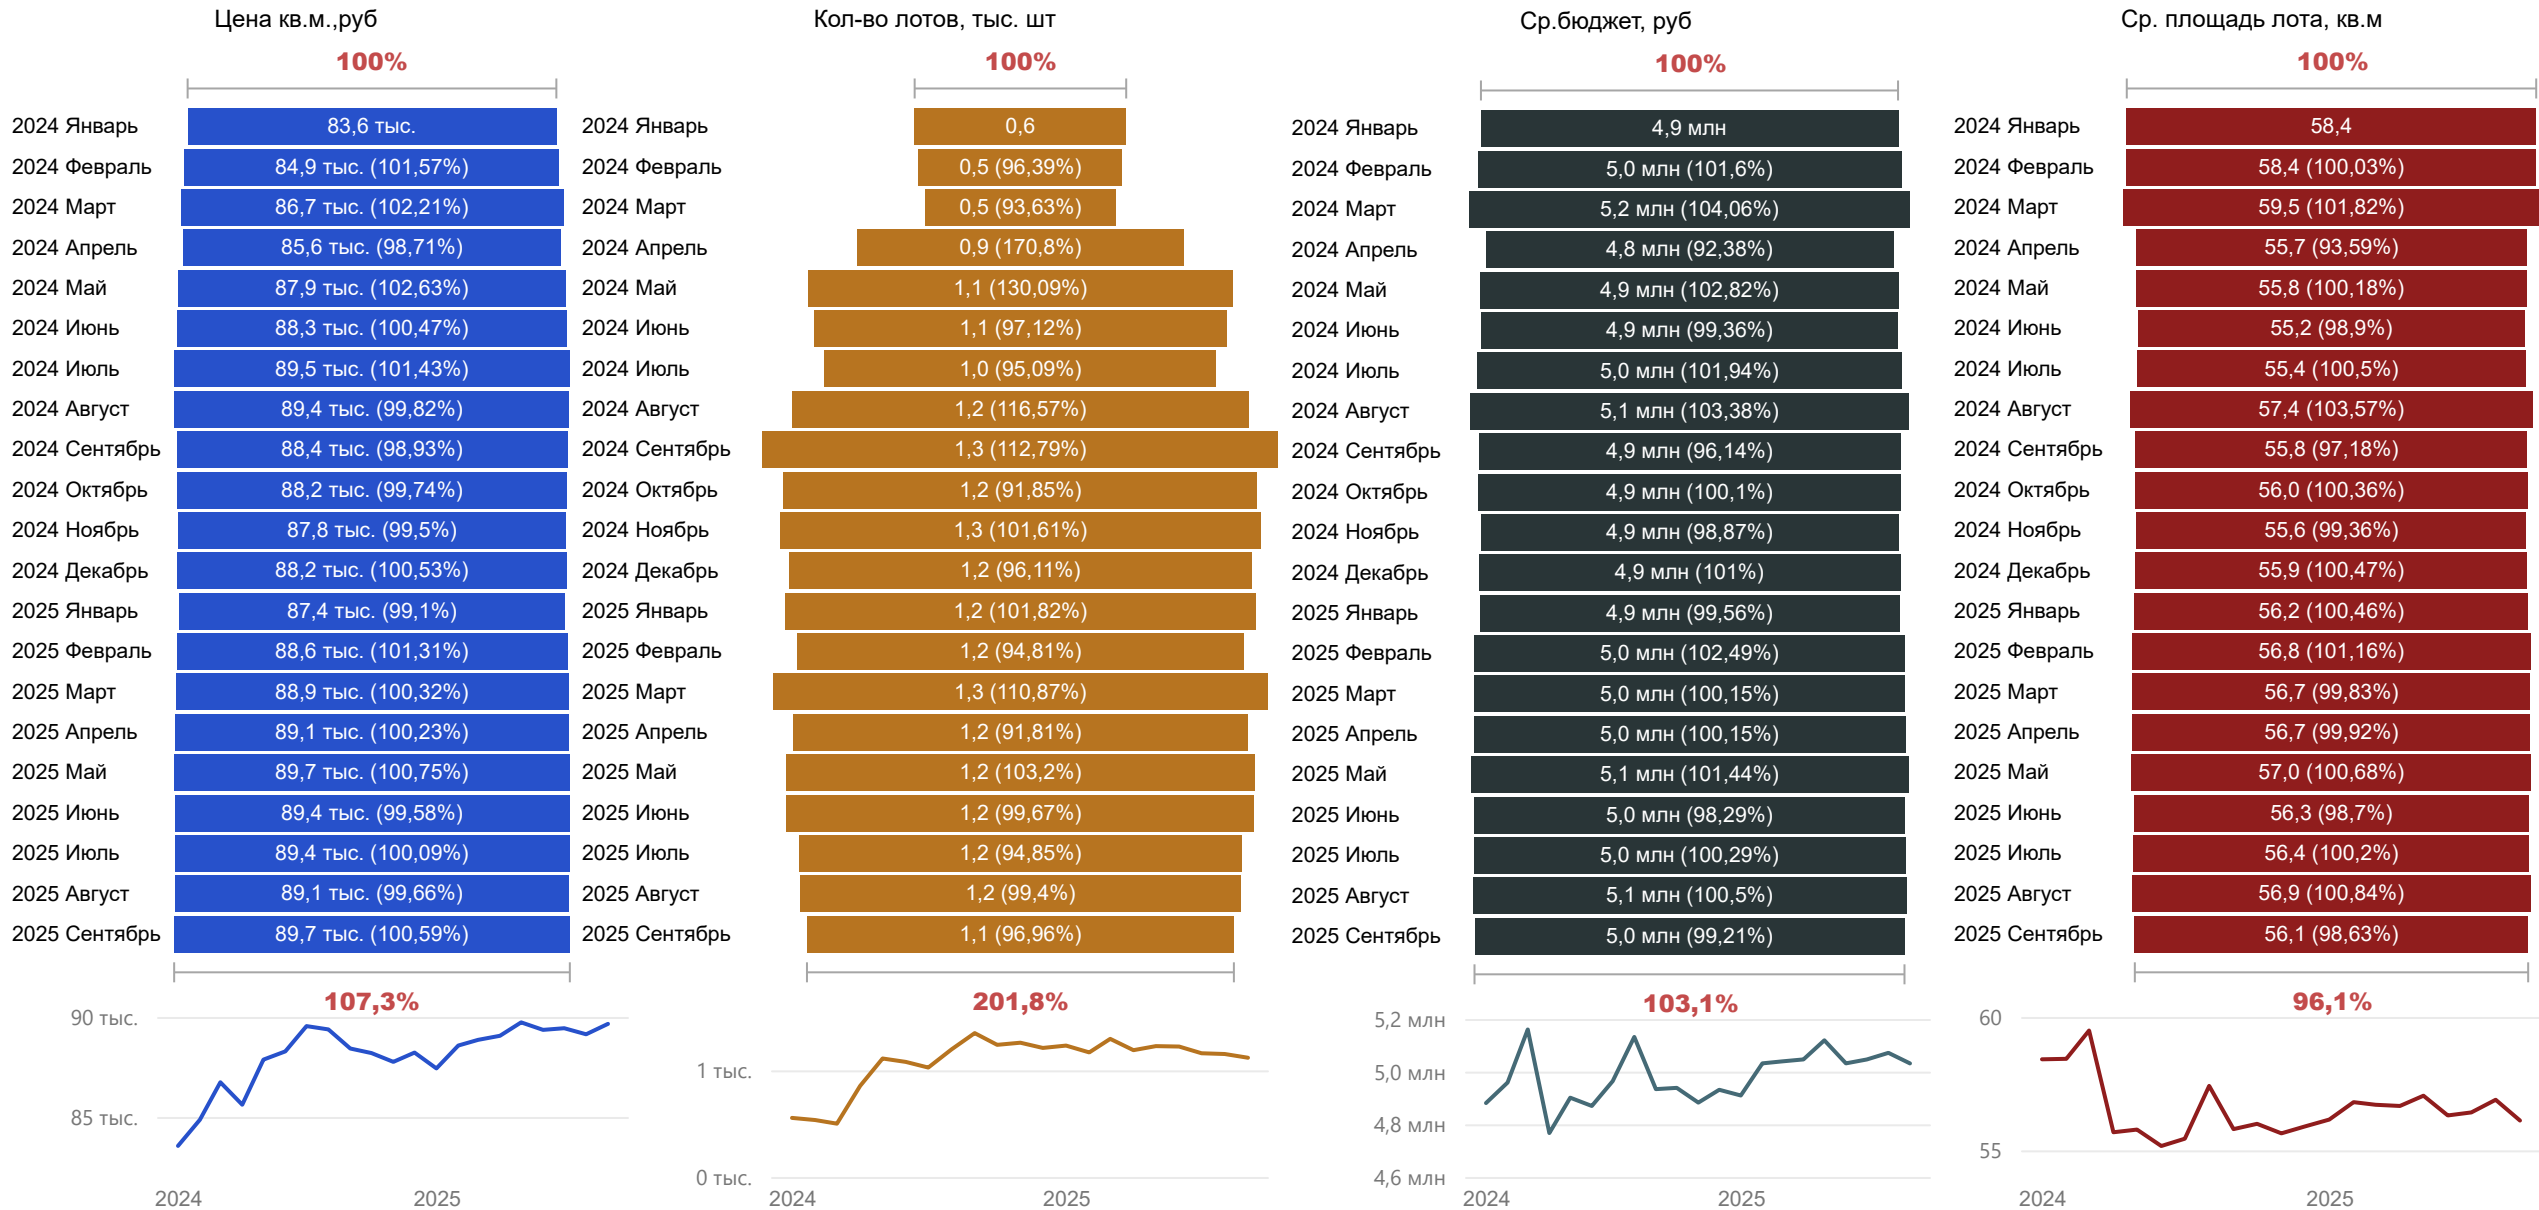 Цена кв.м.,руб
100%
2024 Январь 83,6 тыс.
2024 Февраль 84,9 тыс. (101,57%)
2024 Март 86,7 тыс. (102,21%)
2024 Апрель 85,6 тыс. (98,71%)
2024 Май 87,9 тыс. (102,63%)
2024 Июнь 88,3 тыс. (100,47%)
2024 Июль 89,5 тыс. (101,43%)
2024 Август 89,4 тыс. (99,82%)
2024 Сентябрь 88,4 тыс. (98,93%)
2024 Октябрь 88,2 тыс. (99,74%)
2024 Ноябрь 87,8 тыс. (99,5%)
2024 Декабрь 88,2 тыс. (100,53%)
2025 Январь 87,4 тыс. (99,1%)
2025 Февраль 88,6 тыс. (101,31%)
2025 Март 88,9 тыс. (100,32%)
2025 Апрель 89,1 тыс. (100,23%)
2025 Май 89,7 тыс. (100,75%)
2025 Июнь 89,4 тыс. (99,58%)
2025 Июль 89,4 тыс. (100,09%)
2025 Август 89,1 тыс. (99,66%)
2025 Сентябрь 89,7 тыс. (100,59%)
107,3%
90 тыс.
85 тыс.
2024 2025
Кол-во лотов, тыс. шт
100%
2024 Январь 0,6
2024 Февраль 0,5 (96,39%)
2024 Март 0,5 (93,63%)
2024 Апрель 0,9 (170,8%)
2024 Май 1,1 (130,09%)
2024 Июнь 1,1 (97,12%)
2024 Июль 1,0 (95,09%)
2024 Август 1,2 (116,57%)
2024 Сентябрь 1,3 (112,79%)
2024 Октябрь 1,2 (91,85%)
2024 Ноябрь 1,3 (101,61%)
2024 Декабрь 1,2 (96,11%)
2025 Январь 1,2 (101,82%)
2025 Февраль 1,2 (94,81%)
2025 Март 1,3 (110,87%)
2025 Апрель 1,2 (91,81%)
2025 Май 1,2 (103,2%)
2025 Июнь 1,2 (99,67%)
2025 Июль 1,2 (94,85%)
2025 Август 1,2 (99,4%)
2025 Сентябрь 1,1 (96,96%)
201,8%
1 тыс.
0 тыс.
2024 2025
Ср.бюджет, руб
100%
2024 Январь 4,9 млн
2024 Февраль 5,0 млн (101,6%)
2024 Март 5,2 млн (104,06%)
2024 Апрель 4,8 млн (92,38%)
2024 Май 4,9 млн (102,82%)
2024 Июнь 4,9 млн (99,36%)
2024 Июль 5,0 млн (101,94%)
2024 Август 5,1 млн (103,38%)
2024 Сентябрь 4,9 млн (96,14%)
2024 Октябрь 4,9 млн (100,1%)
2024 Ноябрь 4,9 млн (98,87%)
2024 Декабрь 4,9 млн (101%)
2025 Январь 4,9 млн (99,56%)
2025 Февраль 5,0 млн (102,49%)
2025 Март 5,0 млн (100,15%)
2025 Апрель 5,0 млн (100,15%)
2025 Май 5,1 млн (101,44%)
2025 Июнь 5,0 млн (98,29%)
2025 Июль 5,0 млн (100,29%)
2025 Август 5,1 млн (100,5%)
2025 Сентябрь 5,0 млн (99,21%)
103,1%
5,2 млн
5,0 млн
4,8 млн
4,6 млн
2024 2025
Ср. площадь лота, кв.м
100%
2024 Январь 58,4
2024 Февраль 58,4 (100,03%)
2024 Март 59,5 (101,82%)
2024 Апрель 55,7 (93,59%)
2024 Май 55,8 (100,18%)
2024 Июнь 55,2 (98,9%)
2024 Июль 55,4 (100,5%)
2024 Август 57,4 (103,57%)
2024 Сентябрь 55,8 (97,18%)
2024 Октябрь 56,0 (100,36%)
2024 Ноябрь 55,6 (99,36%)
2024 Декабрь 55,9 (100,47%)
2025 Январь 56,2 (100,46%)
2025 Февраль 56,8 (101,16%)
2025 Март 56,7 (99,83%)
2025 Апрель 56,7 (99,92%)
2025 Май 57,0 (100,68%)
2025 Июнь 56,3 (98,7%)
2025 Июль 56,4 (100,2%)
2025 Август 56,9 (100,84%)
2025 Сентябрь 56,1 (98,63%)
96,1%
60
55
2024 2025